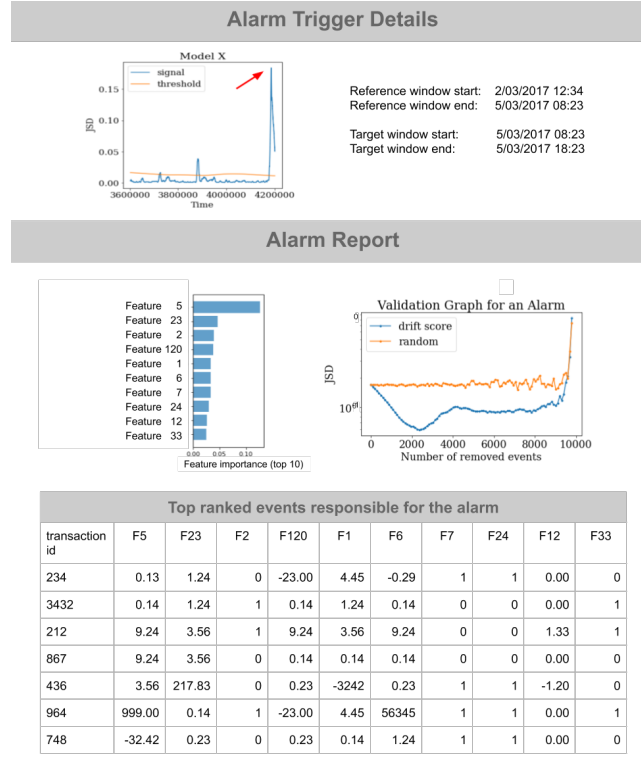 Alarm Trigger Details
Model X
signal
threshold
JSD
0.15
0.10
0.05
0.00
3600000 3800000 4000000 4200000
Time
Reference window start: 2/03/2017 12:34
Reference window end: 5/03/2017 08:23
Target window start: 5/03/2017 08:23
Target window end: 5/03/2017 18:23
Alarm Report
Feature 5
Feature 23
Feature 2
Feature 120
Feature 1
Feature 6
Feature 7
Feature 24
Feature 12
Feature 33
0.00 0.05 0.10
Feature importance (top 10)
Validation Graph for an Alarm
drift score
random
JSD
0 2000 4000 6000 8000 10000
Number of removed events
Top ranked events responsible for the alarm
transaction id F5 F23 F2 F120 F1 F6 F7 F24 F12 F33
234 0.13 1.24 0 -23.00 4.45 -0.29 1 1 0.00 0
3432 0.14 1.24 1 0.14 1.24 0.14 0 0 0.00 1
212 9.24 3.56 1 9.24 3.56 9.24 0 0 1.33 1
867 9.24 3.56 0 0.14 0.14 0.14 0 0 0.00 0
436 3.56 217.83 0 0.23 -3242 0.23 1 1 -1.20 0
964 999.00 0.14 1 -23.00 4.45 56345 1 1 0.00 1
748 -32.42 0.23 0 0.23 0.14 1.24 1 1 0.00 0